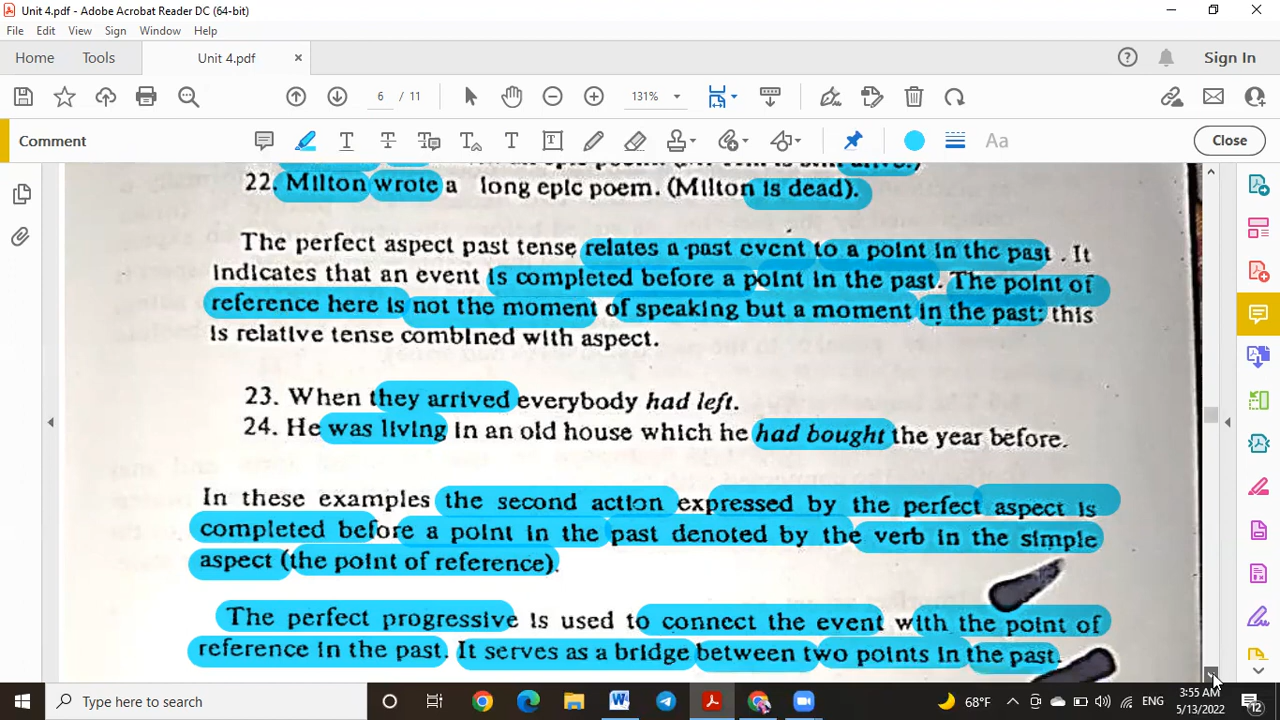 Unit 4.pdf - Adobe Acrobat Reader DC (64-bit)
File Edit View Sign Window Help
Home Tools Unit 4.pdf × Sign In
6 / 11 131%
Comment Aa Close
22. Milton wrote a long epic poem. (Milton is dead).
The perfect aspect past tense relates a past event to a point in the past . It
indicates that an event is completed before a point in the past. The point of
reference here is not the moment of speaking but a moment in the past: this
is relative tense combined with aspect.
23. When they arrived everybody had left.
24. He was living in an old house which he had bought the year before.
In these examples the second action expressed by the perfect aspect is
completed before a point in the past denoted by the verb in the simple
aspect (the point of reference).
The perfect progressive is used to connect the event with the point of
reference in the past. It serves as a bridge between two points in the past.
Type here to search
68°F ENG 3:55 AM
5/13/2022 12